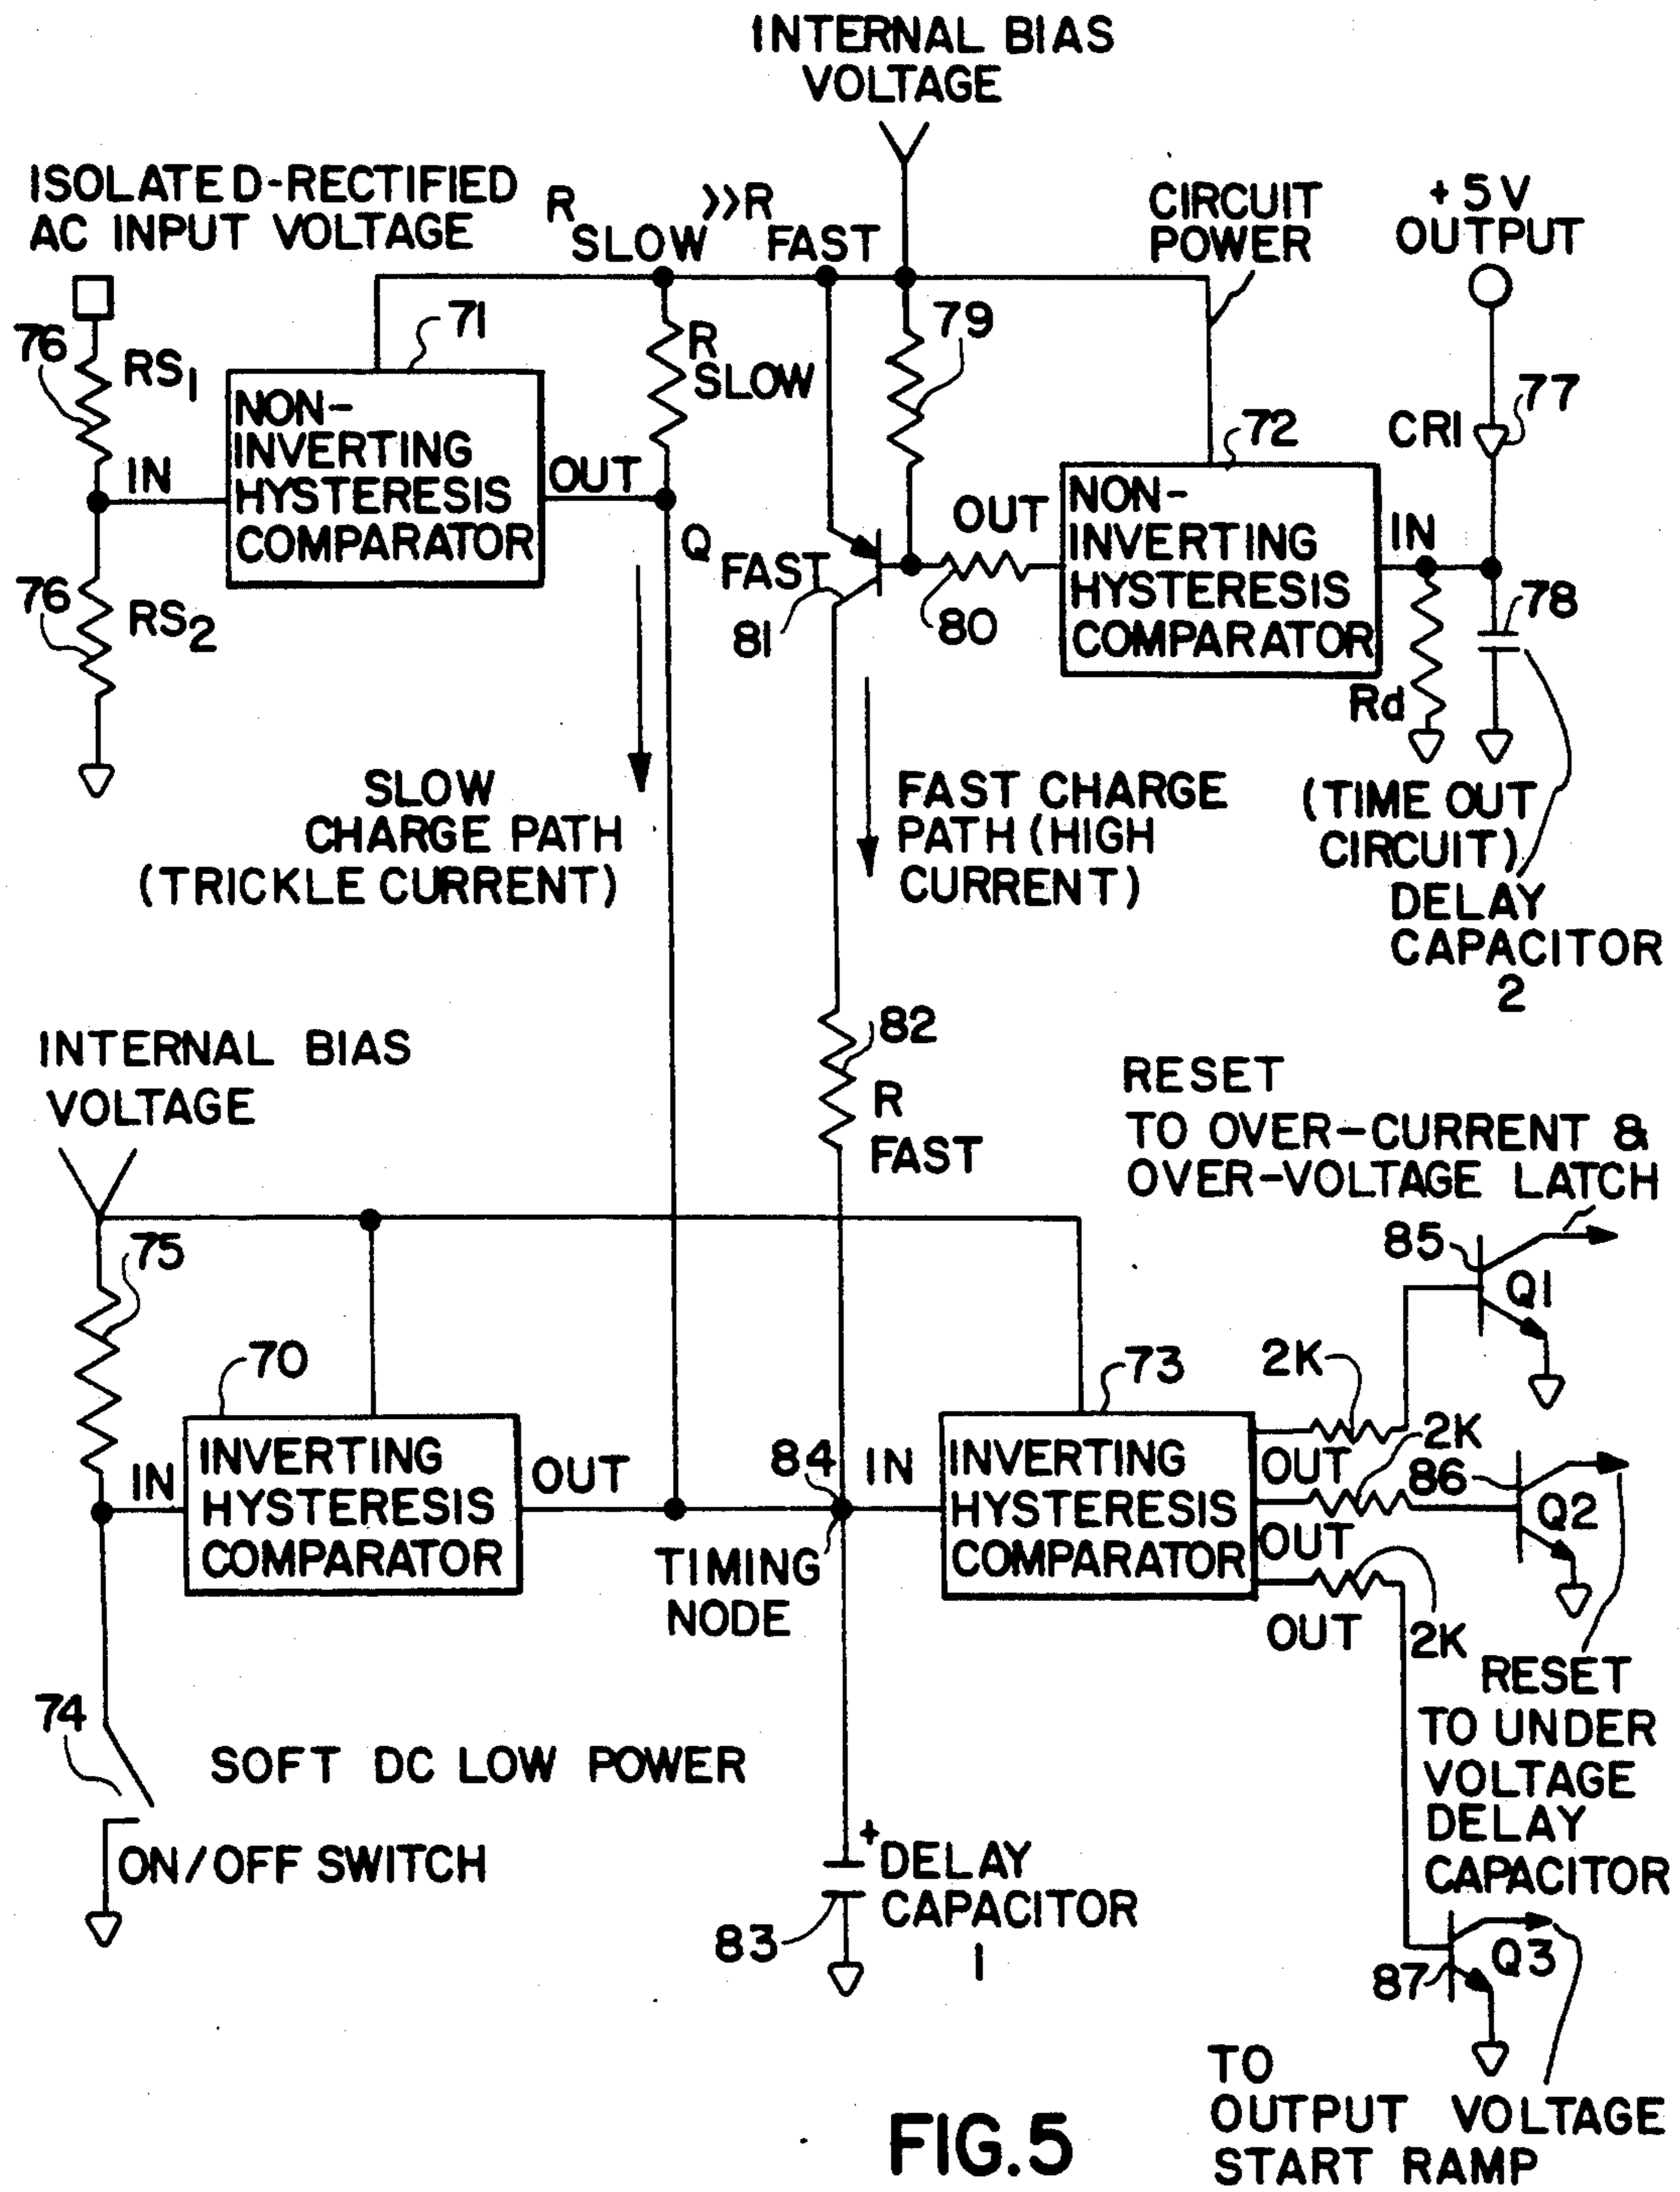 INTERNAL BIAS
VOLTAGE
ISOLATED-RECTIFIED
AC INPUT VOLTAGE
R SLOW >> R FAST
CIRCUIT
POWER
+5V
OUTPUT
76
RS1
71
R
SLOW
79
77
CR1
72
NON-
INVERTING
HYSTERESIS
COMPARATOR
IN
OUT
Q
FAST
81
OUT
80
NON-
INVERTING
HYSTERESIS
COMPARATOR
IN
78
76
RS2
Rd
SLOW
CHARGE PATH
(TRICKLE CURRENT)
FAST CHARGE
PATH (HIGH
CURRENT)
(TIME OUT
CIRCUIT)
DELAY
CAPACITOR
2
82
R
FAST
INTERNAL BIAS
VOLTAGE
RESET
TO OVER-CURRENT &
OVER-VOLTAGE LATCH
75
85
Q1
70
73
2K
2K
IN
INVERTING
HYSTERESIS
COMPARATOR
OUT
84
IN
INVERTING
HYSTERESIS
COMPARATOR
OUT
86
Q2
OUT
TIMING
NODE
OUT
2K
74
SOFT DC LOW POWER
ON/OFF SWITCH
RESET
TO UNDER
VOLTAGE
DELAY
CAPACITOR
+
DELAY
CAPACITOR
1
83
87
Q3
TO
OUTPUT VOLTAGE
START RAMP
FIG.5